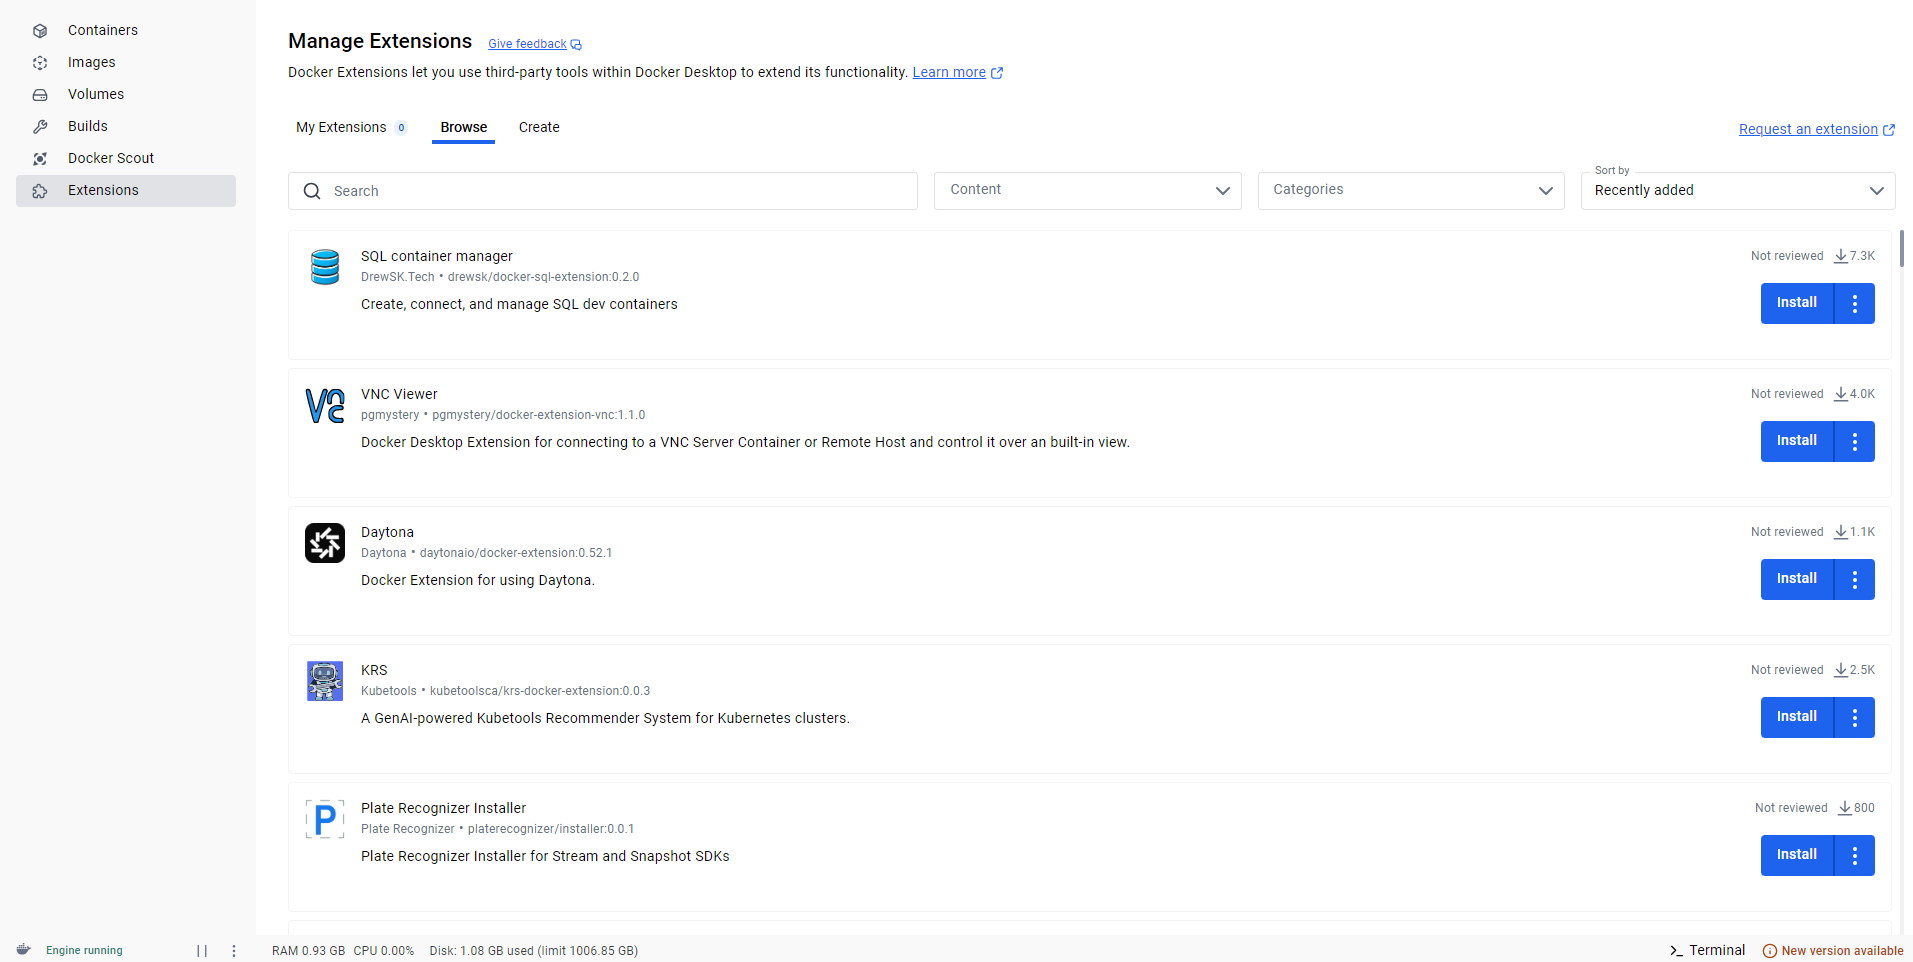 Containers
Images
Volumes
Builds
Docker Scout
Extensions
Manage Extensions Give feedback
Docker Extensions let you use third-party tools within Docker Desktop to extend its functionality. Learn more
My Extensions 0 Browse Create Request an extension
Search Content Categories Sort by Recently added
SQL container manager Not reviewed 7.3K
DrewSK.Tech • drewsk/docker-sql-extension:0.2.0
Create, connect, and manage SQL dev containers Install
VNC Viewer Not reviewed 4.0K
pgmystery • pgmystery/docker-extension-vnc:1.1.0
Docker Desktop Extension for connecting to a VNC Server Container or Remote Host and control it over an built-in view. Install
Daytona Not reviewed 1.1K
Daytona • daytonaio/docker-extension:0.52.1
Docker Extension for using Daytona. Install
KRS Not reviewed 2.5K
Kubetools • kubetoolsca/krs-docker-extension:0.0.3
A GenAI-powered Kubetools Recommender System for Kubernetes clusters. Install
Plate Recognizer Installer Not reviewed 800
Plate Recognizer • platerecognizer/installer:0.0.1
Plate Recognizer Installer for Stream and Snapshot SDKs Install
Engine running RAM 0.93 GB CPU 0.00% Disk: 1.08 GB used (limit 1006.85 GB) Terminal New version available